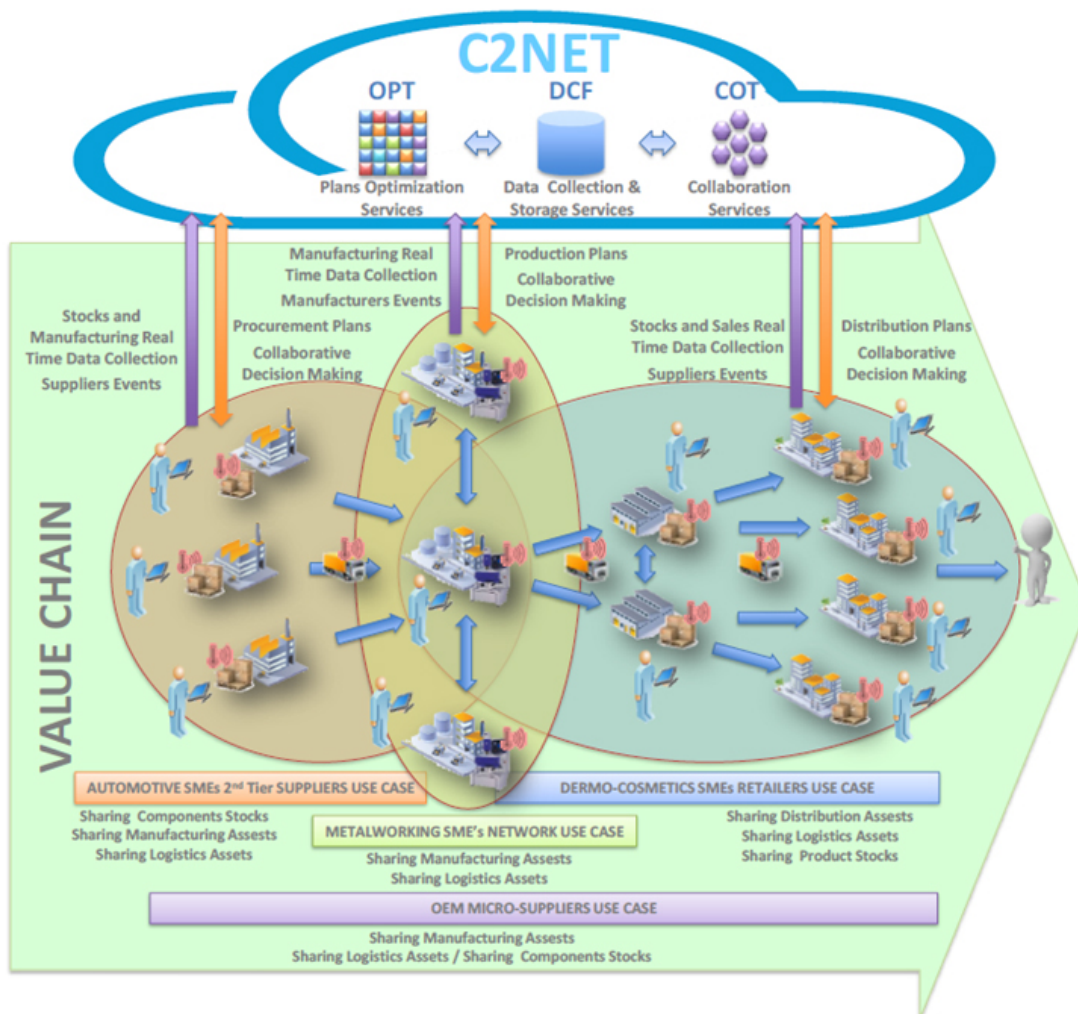 C2NET
OPT
DCF
COT
Plans Optimization
Services
Data Collection &
Storage Services
Collaboration
Services
Manufacturing Real
Time Data Collection
Manufacturers Events
Production Plans
Collaborative
Decision Making
Stocks and
Manufacturing Real
Time Data Collection
Suppliers Events
Procurement Plans
Collaborative
Decision Making
Stocks and Sales Real
Time Data Collection
Suppliers Events
Distribution Plans
Collaborative
Decision Making
VALUE CHAIN
AUTOMOTIVE SMEs 2nd Tier SUPPLIERS USE CASE
Sharing Components Stocks
Sharing Manufacturing Assests
Sharing Logistics Assets
METALWORKING SME's NETWORK USE CASE
Sharing Manufacturing Assests
Sharing Logistics Assets
DERMO-COSMETICS SMEs RETAILERS USE CASE
Sharing Distribution Assests
Sharing Logistics Assets
Sharing Product Stocks
OEM MICRO-SUPPLIERS USE CASE
Sharing Manufacturing Assests
Sharing Logistics Assets / Sharing Components Stocks